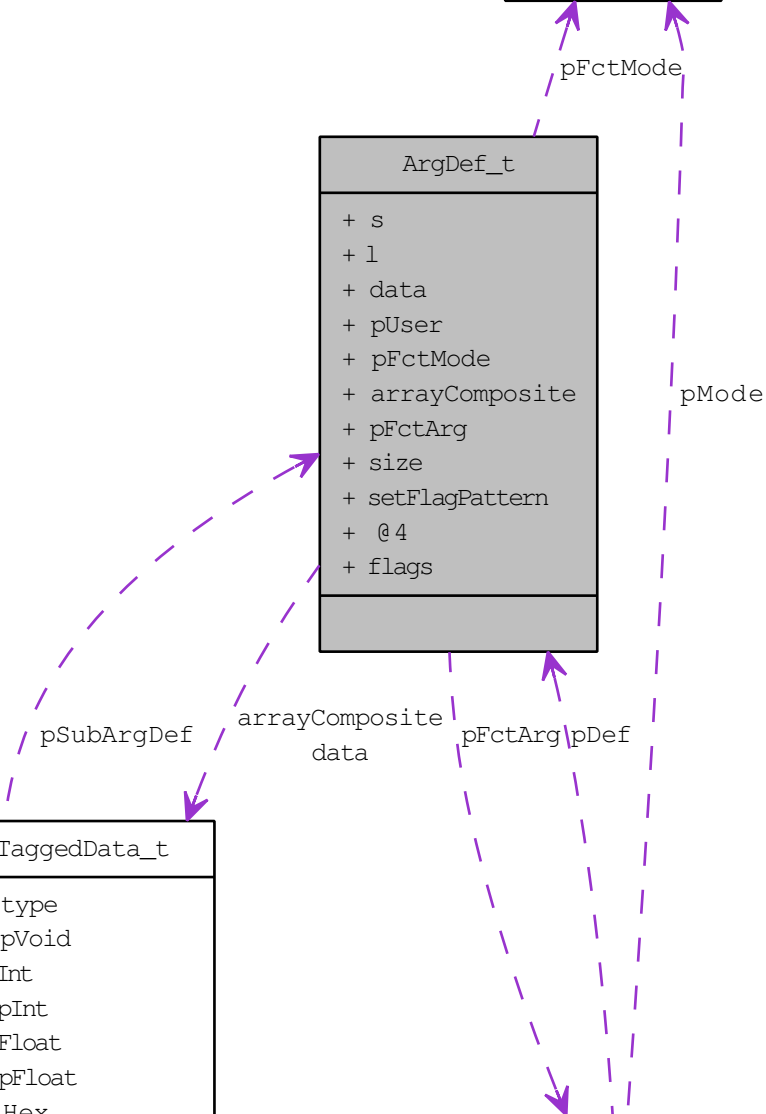 pFctMode
ArgDef_t
+ s
+ l
+ data
+ pUser
+ pFctMode
+ arrayComposite
+ pFctArg
+ size
+ setFlagPattern
+ @4
+ flags
pMode
pSubArgDef
arrayComposite
data
pFctArg
pDef
TaggedData_t
type
pVoid
Int
pInt
Float
pFloat
Hex